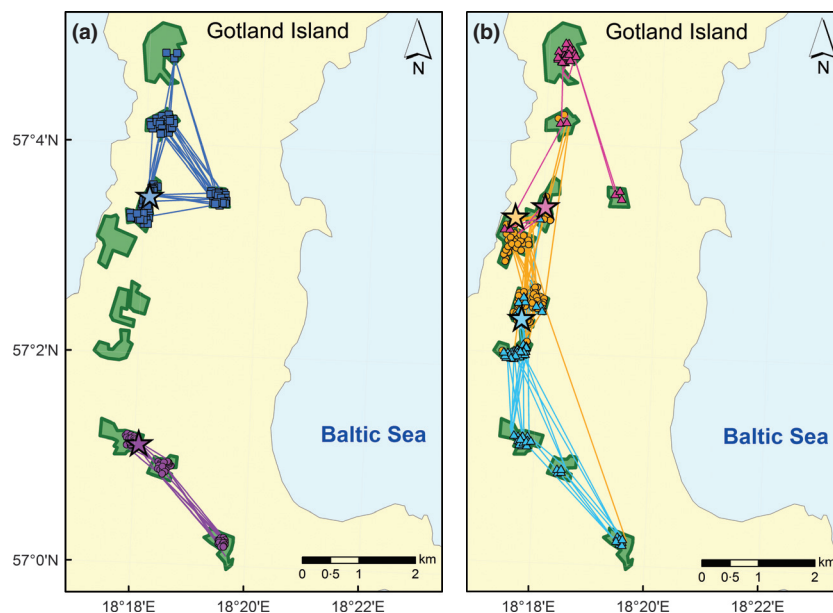 (a) Gotland Island
N
57°4'N
57°2'N
57°0'N
Baltic Sea
km
0 0·5 1 2
18°18'E 18°20'E 18°22'E
(b) Gotland Island
N
Baltic Sea
km
0 0·5 1 2
18°18'E 18°20'E 18°22'E